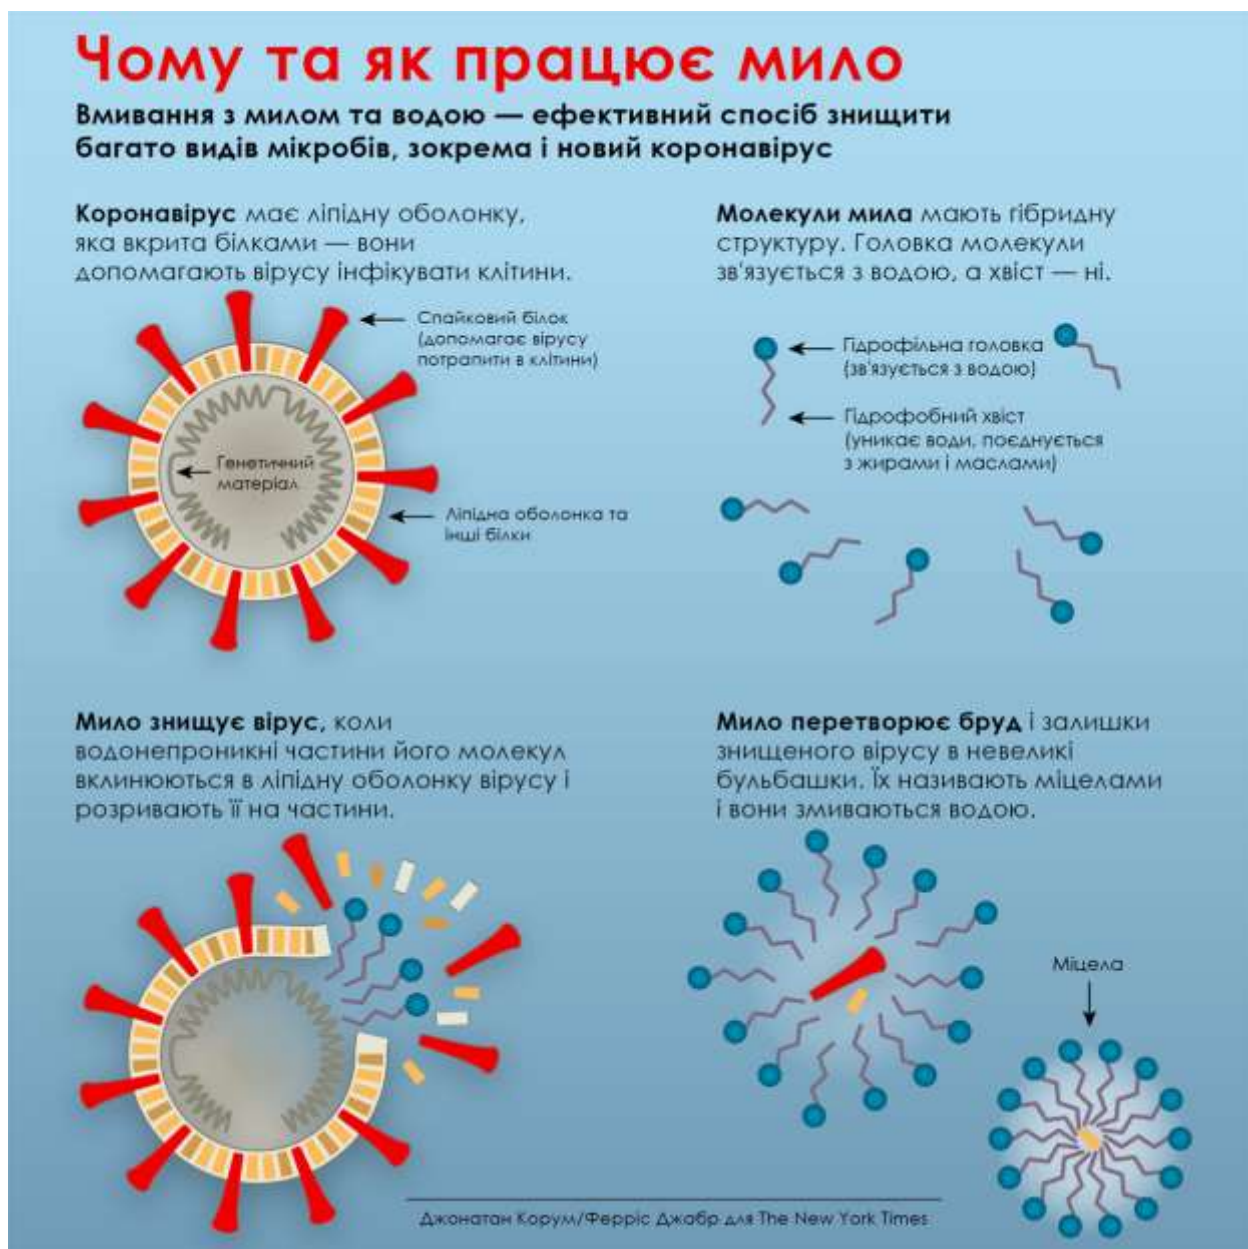 Чому та як працює мило
Вмивання з милом та водою — ефективний спосіб знищити
багато видів мікробів, зокрема і новий коронавірус
Коронавірус має ліпідну оболонку,
яка вкрита білками — вони
допомагають вірусу інфікувати клітини.
Спайковий білок
(допомагає вірусу
потрапити в клітини)
Генетичний
матеріал
Ліпідна оболонка та
інші білки
Молекули мила мають гібридну
структуру. Головка молекули
зв'язується з водою, а хвіст — ні.
Гідрофільна головка
(зв'язується з водою)
Гідрофобний хвіст
(уникає води, поєднується
з жирами і маслами)
Мило знищує вірус, коли
водонепроникні частини його молекул
вклинюються в ліпідну оболонку вірусу і
розривають її на частини.
Мило перетворює бруд і залишки
знищеного вірусу в невеликі
бульбашки. Їх називають міцелами
і вони змиваються водою.
Міцела
Джонатан Корум/Ферріс Джабр для The New York Times